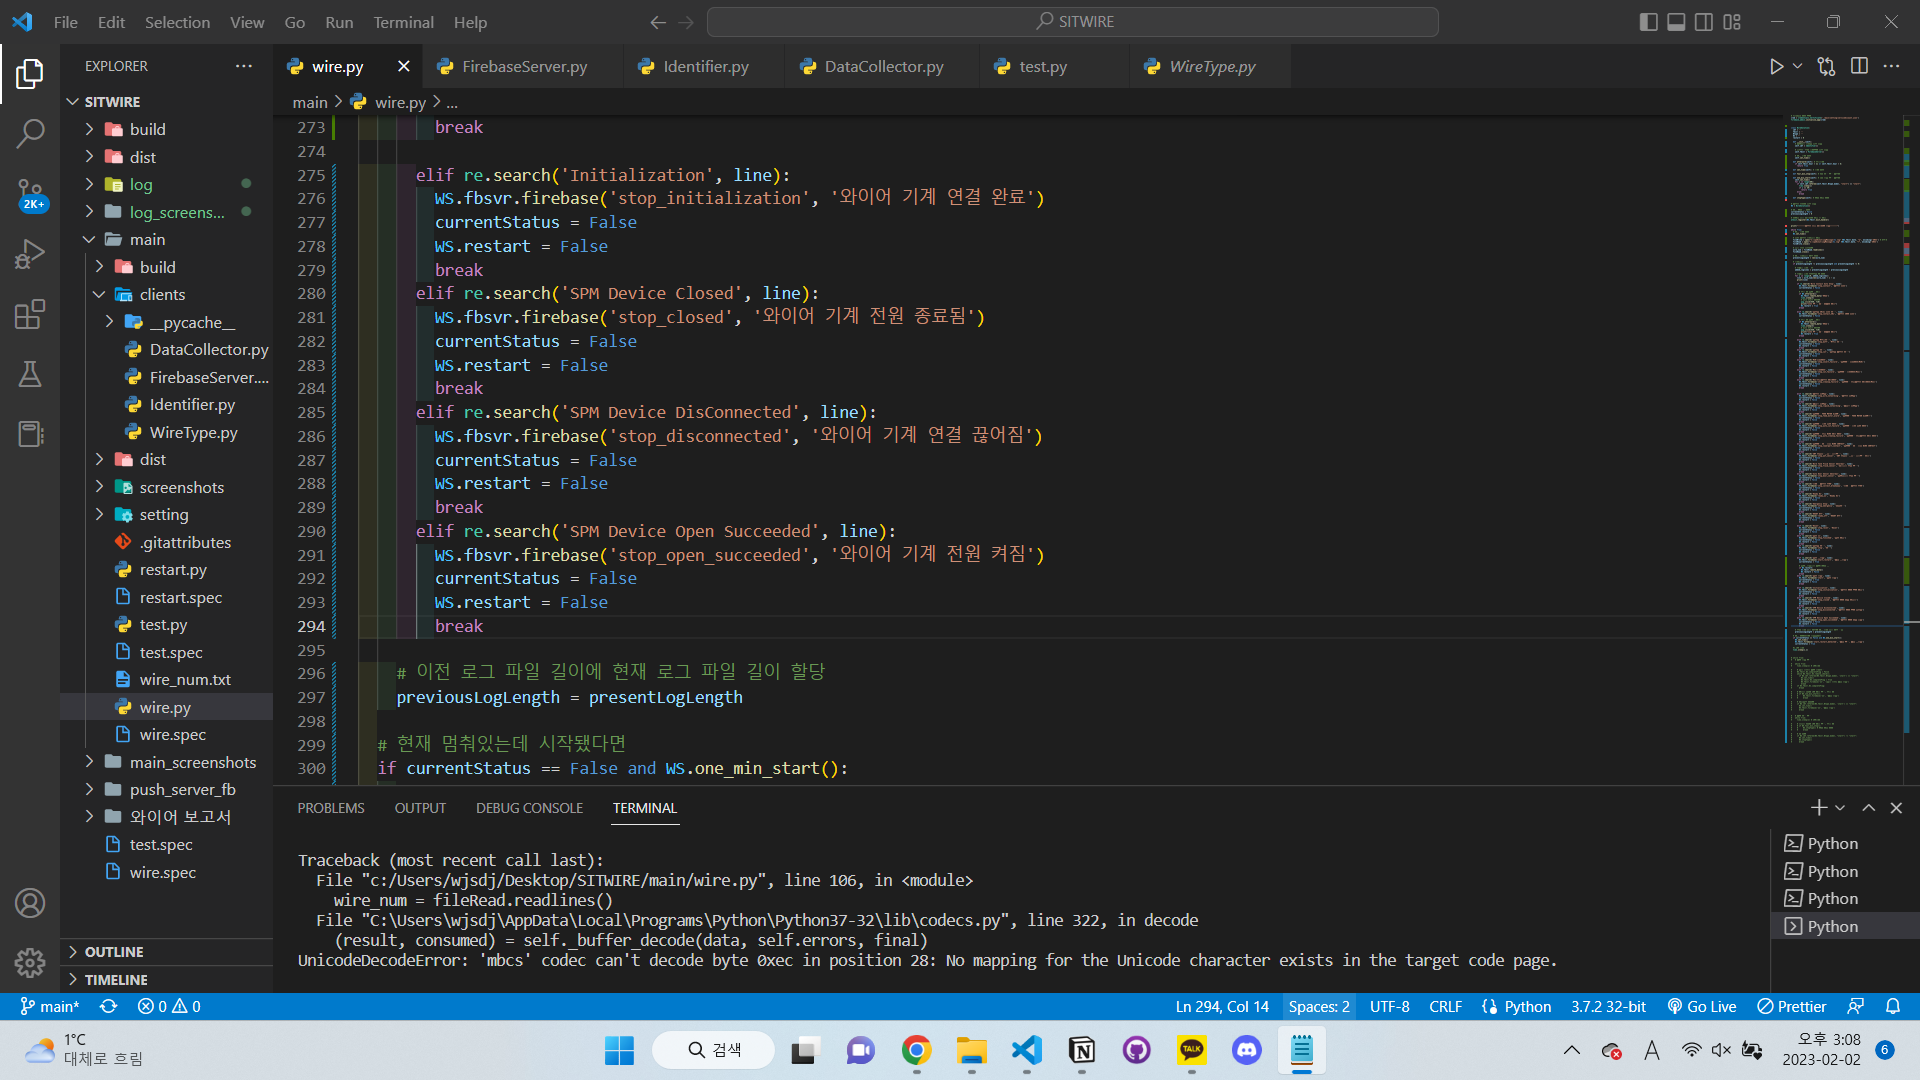 File Edit Selection View Go Run Terminal Help
SITWIRE
EXPLORER
SITWIRE
build
dist
log
log_screens...
main
build
clients
__pycache__
DataCollector.py
FirebaseServer....
Identifier.py
WireType.py
dist
screenshots
setting
.gitattributes
restart.py
restart.spec
test.py
test.spec
wire_num.txt
wire.py
wire.spec
main_screenshots
push_server_fb
와이어 보고서
test.spec
wire.spec
OUTLINE
TIMELINE
2K+
wire.py FirebaseServer.py Identifier.py DataCollector.py test.py WireType.py
main > wire.py > ...
273 break
274
275 elif re.search('Initialization', line):
276 WS.fbsvr.firebase('stop_initialization', '와이어 기계 연결 완료')
277 currentStatus = False
278 WS.restart = False
279 break
280 elif re.search('SPM Device Closed', line):
281 WS.fbsvr.firebase('stop_closed', '와이어 기계 전원 종료됨')
282 currentStatus = False
283 WS.restart = False
284 break
285 elif re.search('SPM Device DisConnected', line):
286 WS.fbsvr.firebase('stop_disconnected', '와이어 기계 연결 끊어짐')
287 currentStatus = False
288 WS.restart = False
289 break
290 elif re.search('SPM Device Open Succeeded', line):
291 WS.fbsvr.firebase('stop_open_succeeded', '와이어 기계 전원 켜짐')
292 currentStatus = False
293 WS.restart = False
294 break
295
296 # 이전 로그 파일 길이에 현재 로그 파일 길이 할당
297 previousLogLength = presentLogLength
298
299 # 현재 멈춰있는데 시작됐다면
300 if currentStatus == False and WS.one_min_start():
PROBLEMS OUTPUT DEBUG CONSOLE TERMINAL
Traceback (most recent call last):
File "c:/Users/wjsdj/Desktop/SITWIRE/main/wire.py", line 106, in <module>
wire_num = fileRead.readlines()
File "C:\Users\wjsdj\AppData\Local\Programs\Python\Python37-32\lib\codecs.py", line 322, in decode
(result, consumed) = self._buffer_decode(data, self.errors, final)
UnicodeDecodeError: 'mbcs' codec can't decode byte 0xec in position 28: No mapping for the Unicode character exists in the target code page.
Python
Python
Python
Python
main* 0 0 Ln 294, Col 14 Spaces: 2 UTF-8 CRLF Python 3.7.2 32-bit Go Live Prettier
1°C
대체로 흐림
검색
TALK
A
오후 3:08
2023-02-02
6